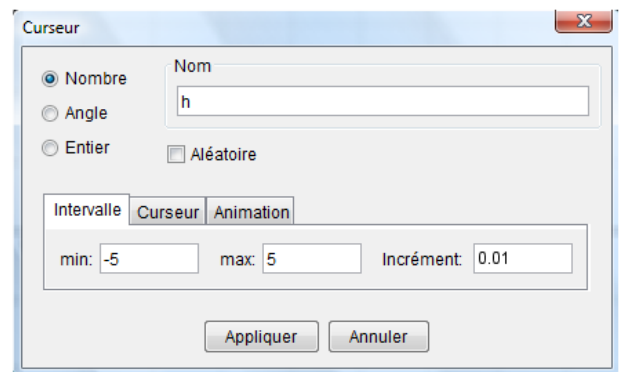 Curseur
Nom
Nombre
h
Angle
Entier
Aléatoire
Intervalle Curseur Animation
min: -5 max: 5 Incrément: 0.01
Appliquer Annuler